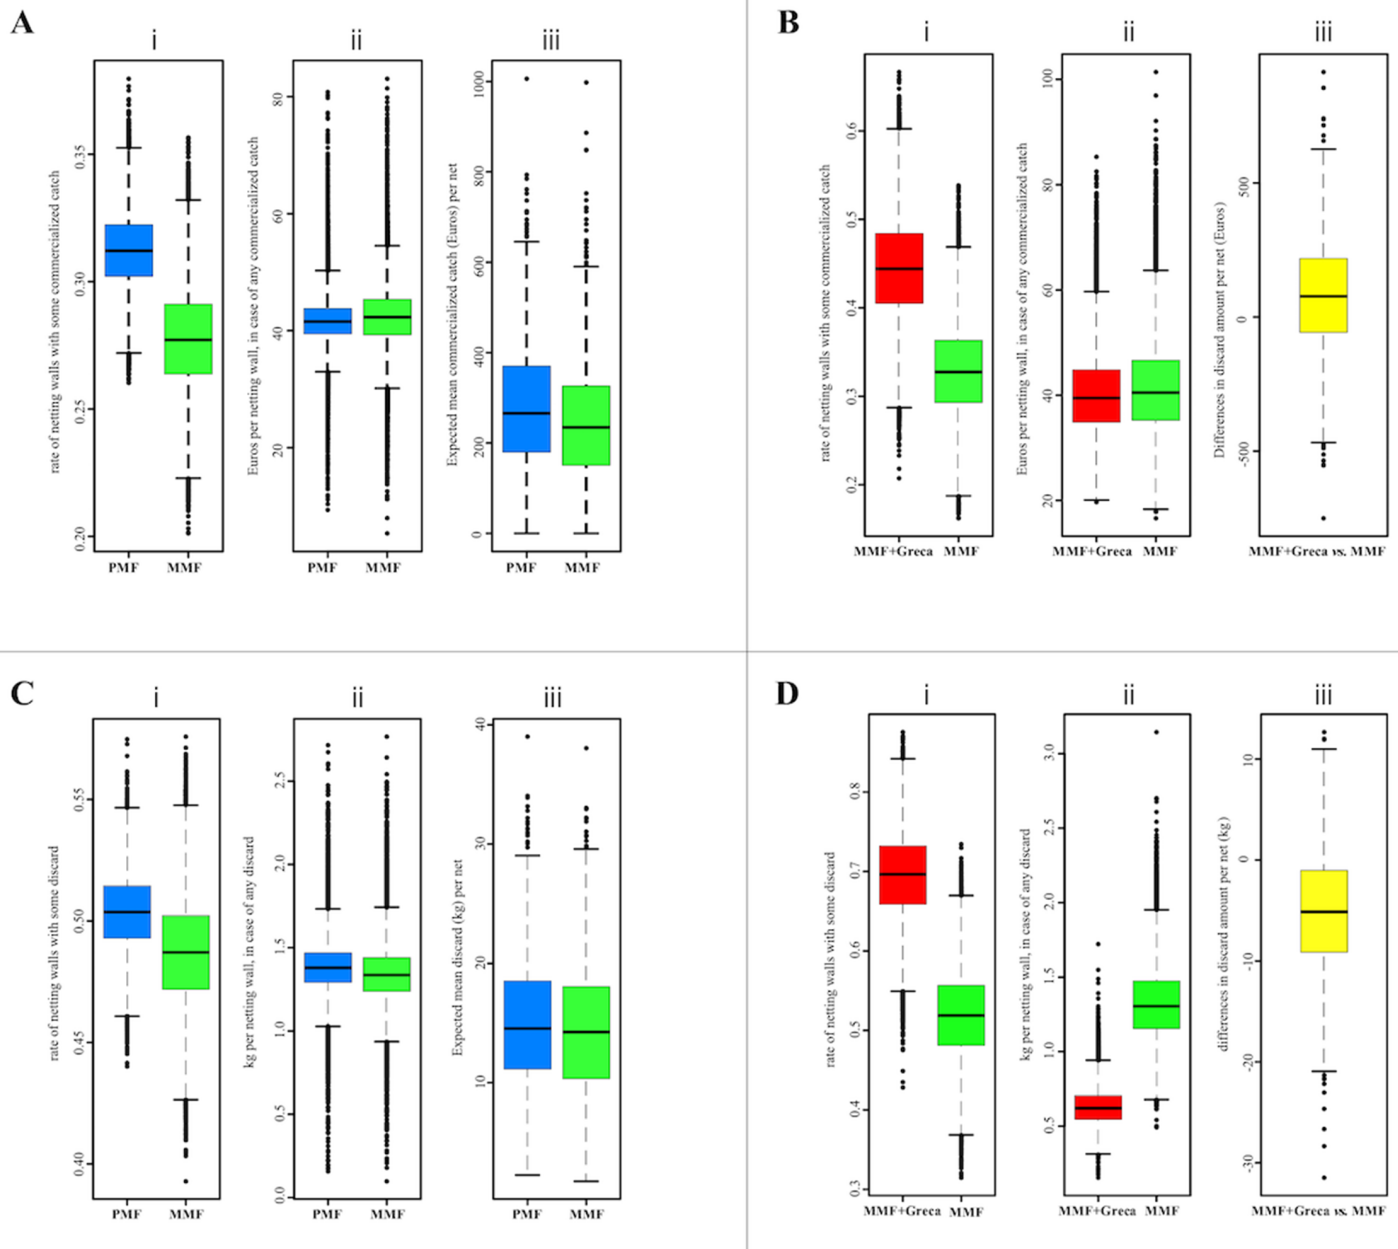 A
i
ii
iii
rate of netting walls with some commercialized catch
0.20
0.25
0.30
0.35
PMF
MMF
Euros per netting wall, in case of any commercialized catch
20
40
60
80
PMF
MMF
Expected mean commercialized catch (Euros) per net
0
200
400
600
800
1000
PMF
MMF
B
i
ii
iii
rate of netting walls with some commercialized catch
0.2
0.3
0.4
0.5
0.6
MMF+Greca
MMF
Euros per netting wall, in case of any commercialized catch
20
40
60
80
100
MMF+Greca
MMF
Differences in discard amount per net (Euros)
-500
0
500
MMF+Greca vs. MMF
C
i
ii
iii
rate of netting walls with some discard
0.40
0.45
0.50
0.55
PMF
MMF
kg per netting wall, in case of any discard
0.0
0.5
1.0
1.5
2.0
2.5
PMF
MMF
Expected mean discard (kg) per net
10
20
30
40
PMF
MMF
D
i
ii
iii
rate of netting walls with some discard
0.3
0.4
0.5
0.6
0.7
0.8
MMF+Greca
MMF
kg per netting wall, in case of any discard
0.5
1.0
1.5
2.0
2.5
3.0
MMF+Greca
MMF
differences in discard amount per net (kg)
-30
-20
-10
0
10
MMF+Greca vs. MMF